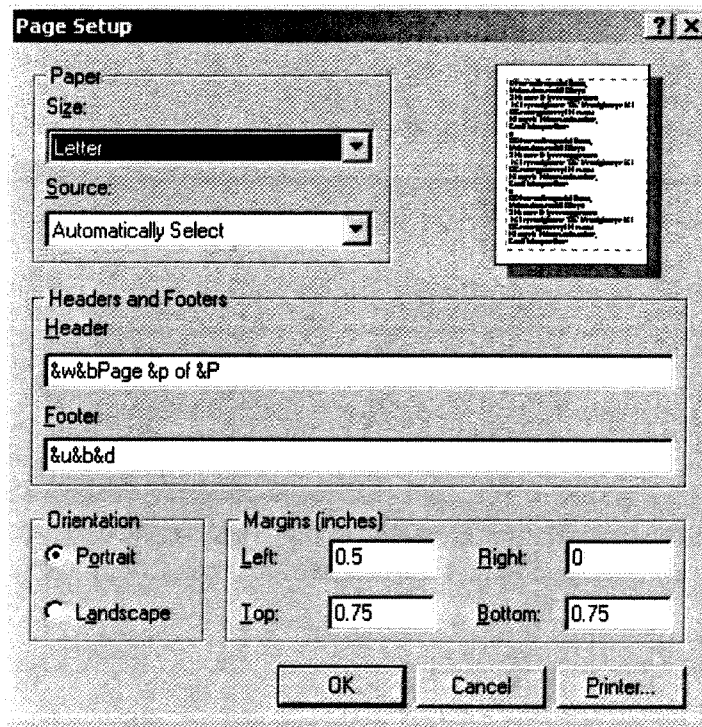 Page Setup
Paper
Size:
Letter
Source:
Automatically Select
Headers and Footers
Header
&w&bPage &p of &P
Footer
&u&b&d
Orientation
Portrait
Landscape
Margins (inches)
Left: 0.5 Right: 0
Top: 0.75 Bottom: 0.75
OK Cancel Printer...